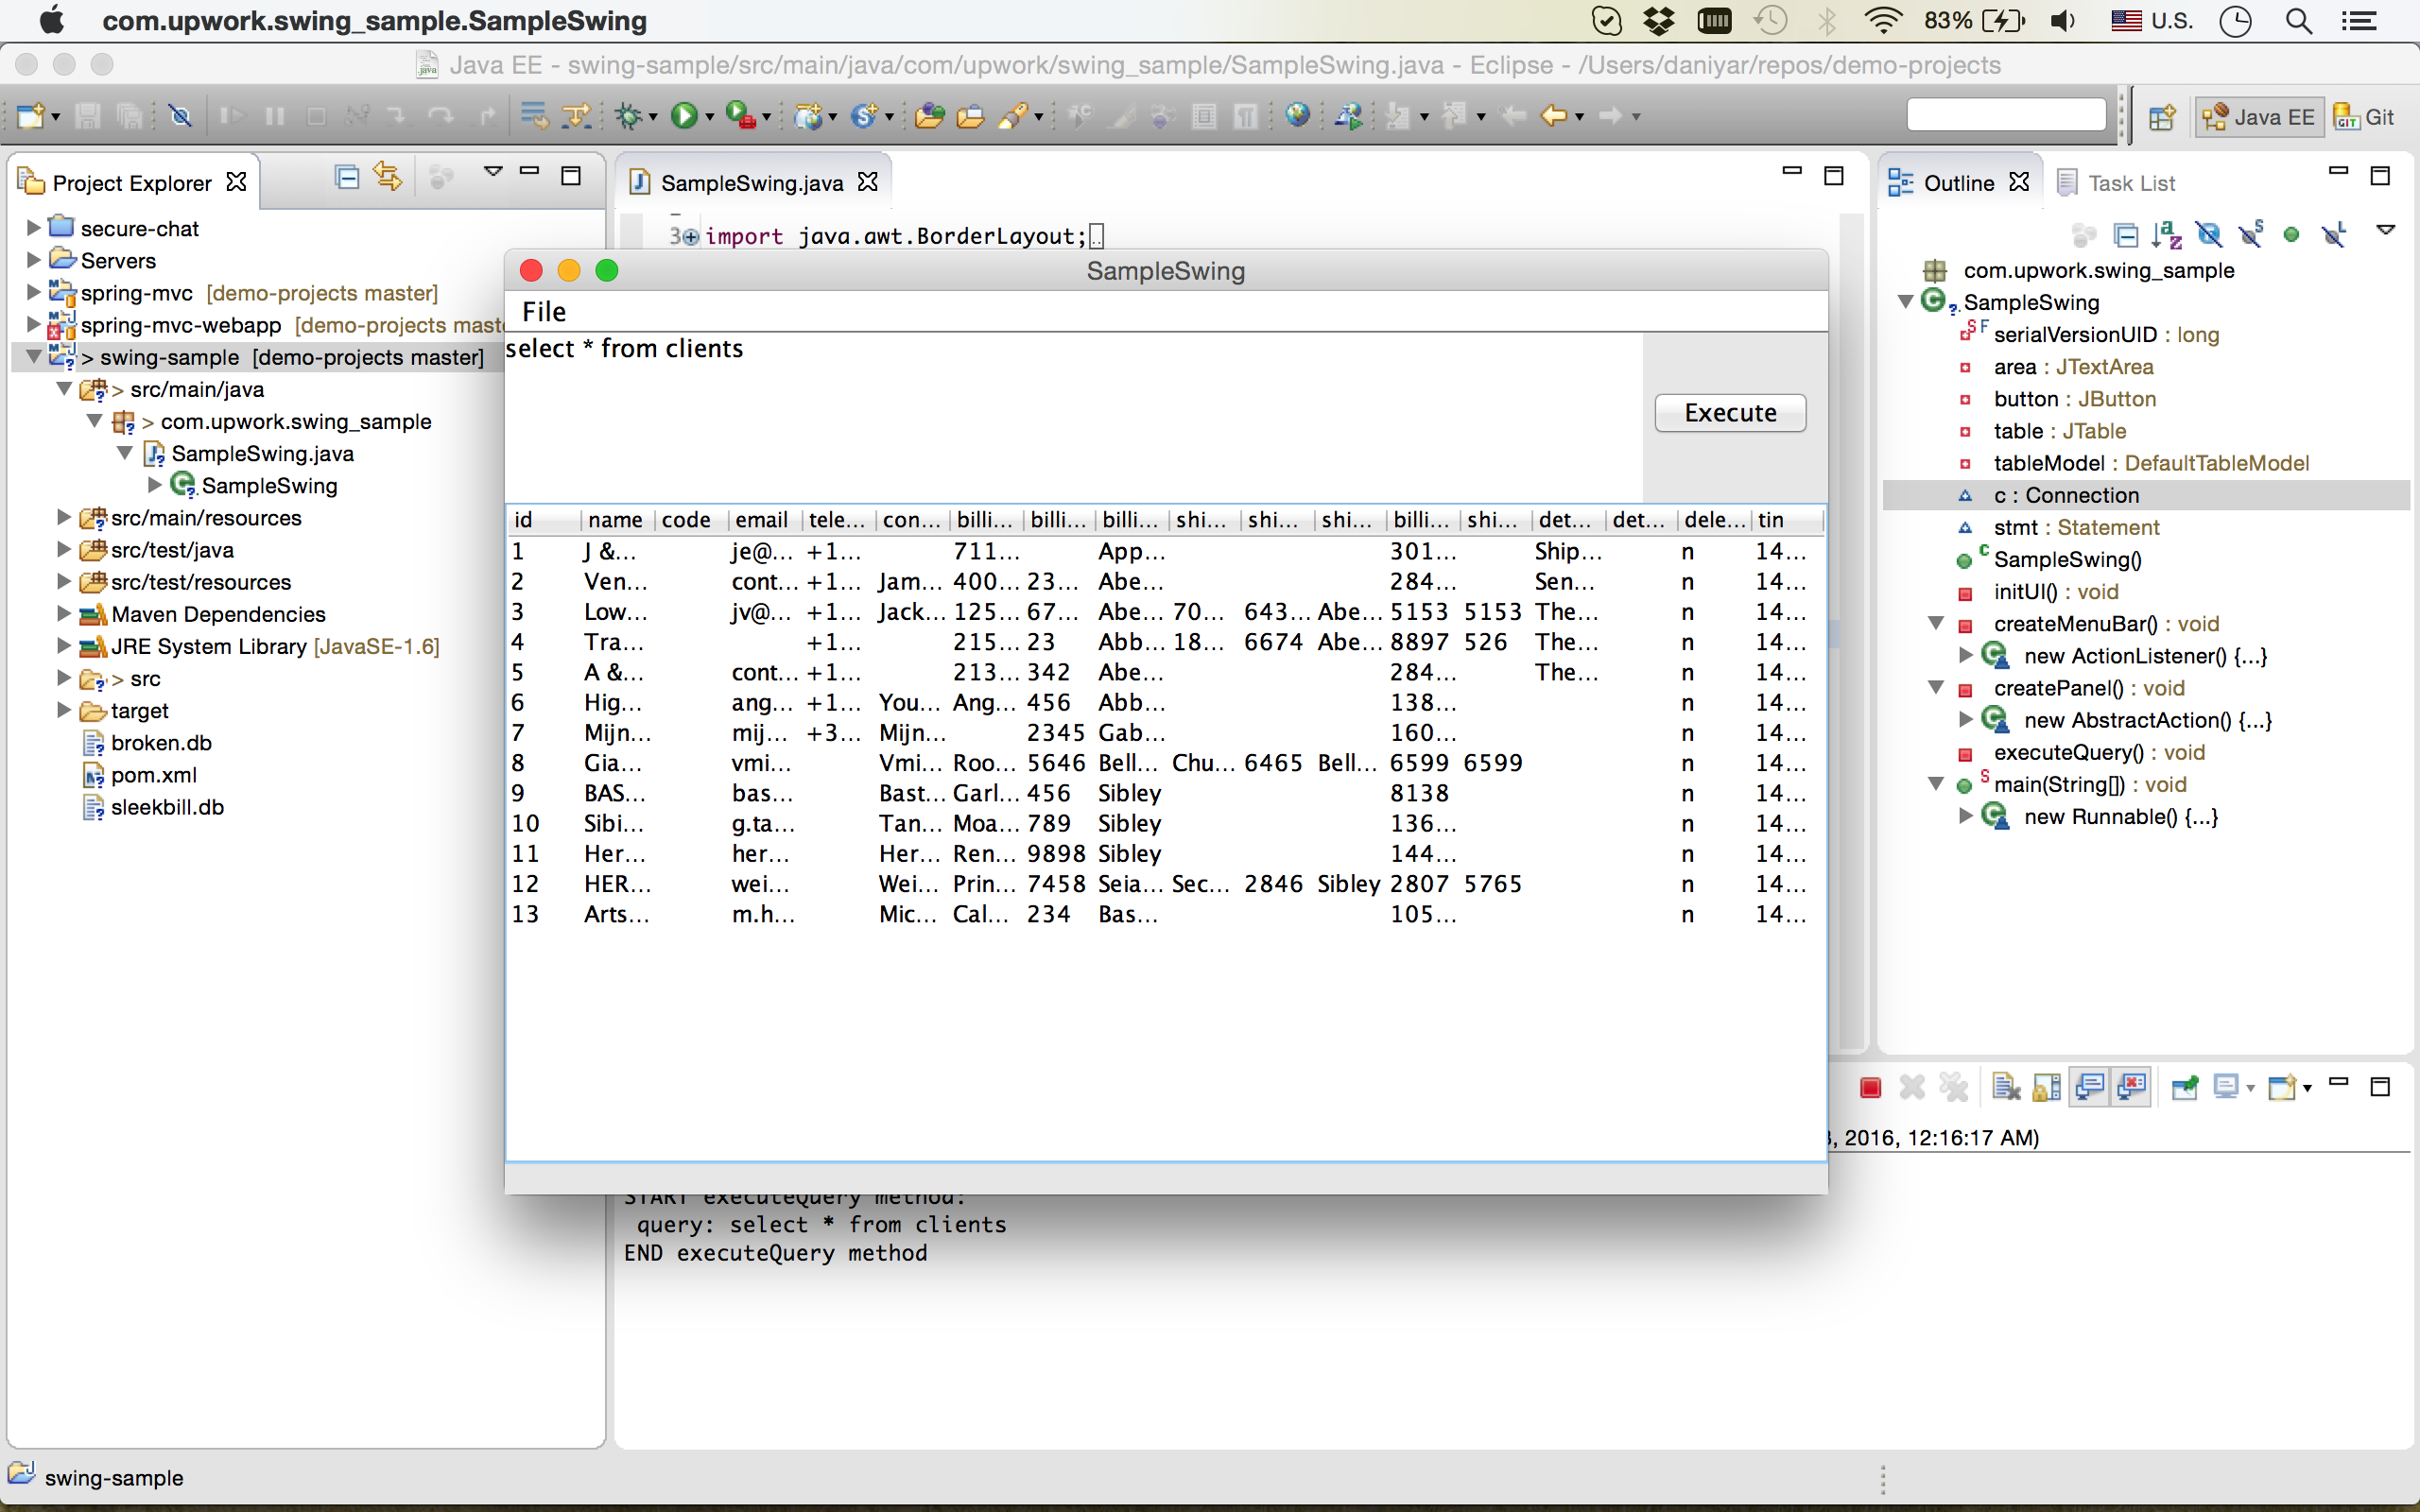 com.upwork.swing_sample.SampleSwing
83%
U.S.
Java EE - swing-sample/src/main/java/com/upwork/swing_sample/SampleSwing.java - Eclipse - /Users/daniyar/repos/demo-projects
Java EE
Git
Project Explorer
secure-chat
Servers
spring-mvc [demo-projects master]
spring-mvc-webapp [demo-projects mast
> swing-sample [demo-projects master]
> src/main/java
> com.upwork.swing_sample
SampleSwing.java
SampleSwing
src/main/resources
src/test/java
src/test/resources
Maven Dependencies
JRE System Library [JavaSE-1.6]
> src
target
broken.db
pom.xml
sleekbill.db
SampleSwing.java
3 import java.awt.BorderLayout;
SampleSwing
File
select * from clients
Execute
id name code email tele... con... billi... billi... billi... shi... shi... shi... billi... shi... det... det... dele... tin
1 J &... je@... +1... 711... App... 301... Ship... n 14...
2 Ven... cont... +1... Jam... 400... 23... Abe... 284... Sen... n 14...
3 Low... jv@... +1... Jack... 125... 67... Abe... 70... 643... Abe... 5153 5153 The... n 14...
4 Tra... +1... 215... 23 Abb... 18... 6674 Abe... 8897 526 The... n 14...
5 A &... cont... +1... 213... 342 Abe... 284... The... n 14...
6 Hig... ang... +1... You... Ang... 456 Abb... 138... n 14...
7 Mijn... mij... +3... Mijn... 2345 Gab... 160... n 14...
8 Gia... vmi... Vmi... Roo... 5646 Bell... Chu... 6465 Bell... 6599 6599 n 14...
9 BAS... bas... Bast... Garl... 456 Sibley 8138 n 14...
10 Sibi... g.ta... Tan... Moa... 789 Sibley 136... n 14...
11 Her... her... Her... Ren... 9898 Sibley 144... n 14...
12 HER... wei... Wei... Prin... 7458 Seia... Sec... 2846 Sibley 2807 5765 n 14...
13 Arts... m.h... Mic... Cal... 234 Bas... 105... n 14...
Outline
Task List
com.upwork.swing_sample
SampleSwing
serialVersionUID : long
area : JTextArea
button : JButton
table : JTable
tableModel : DefaultTableModel
c : Connection
stmt : Statement
SampleSwing()
initUI() : void
createMenuBar() : void
new ActionListener() {...}
createPanel() : void
new AbstractAction() {...}
executeQuery() : void
main(String[]) : void
new Runnable() {...}
, 2016, 12:16:17 AM)
START executeQuery method:
query: select * from clients
END executeQuery method
swing-sample